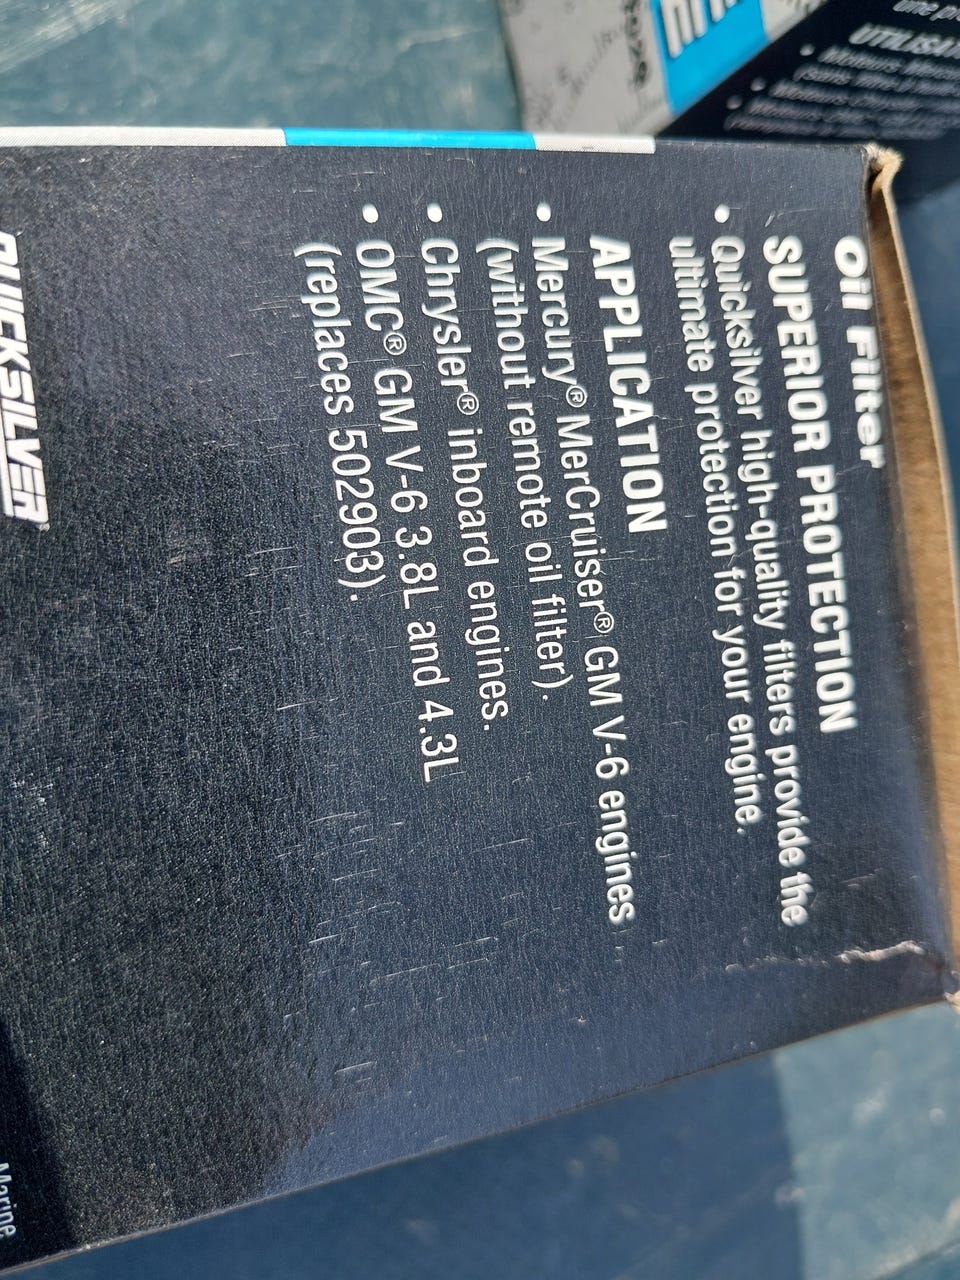 Oil Filter
SUPERIOR PROTECTION
• Quicksilver high-quality filters provide the
ultimate protection for your engine.
APPLICATION
• Mercury® MerCruiser® GM V-6 engines
(without remote oil filter).
• Chrysler® inboard engines.
• OMC® GM V-6 3.8L and 4.3L
(replaces 502903).
QUICKSILVER
Marine